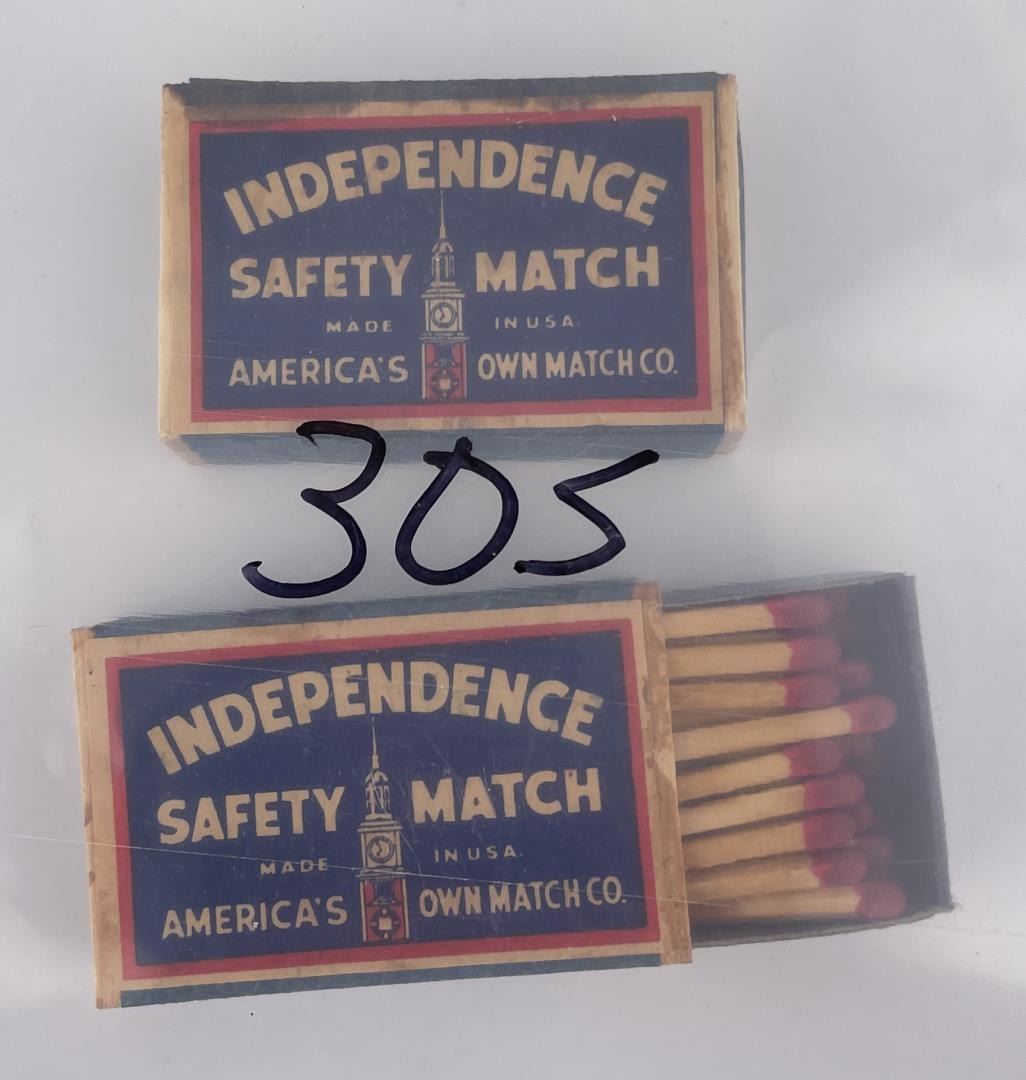 INDEPENDENCE
SAFETY MATCH
MADE IN USA.
AMERICA'S OWN MATCH CO.
305
INDEPENDENCE
SAFETY MATCH
MADE IN USA.
AMERICA'S OWN MATCH CO.